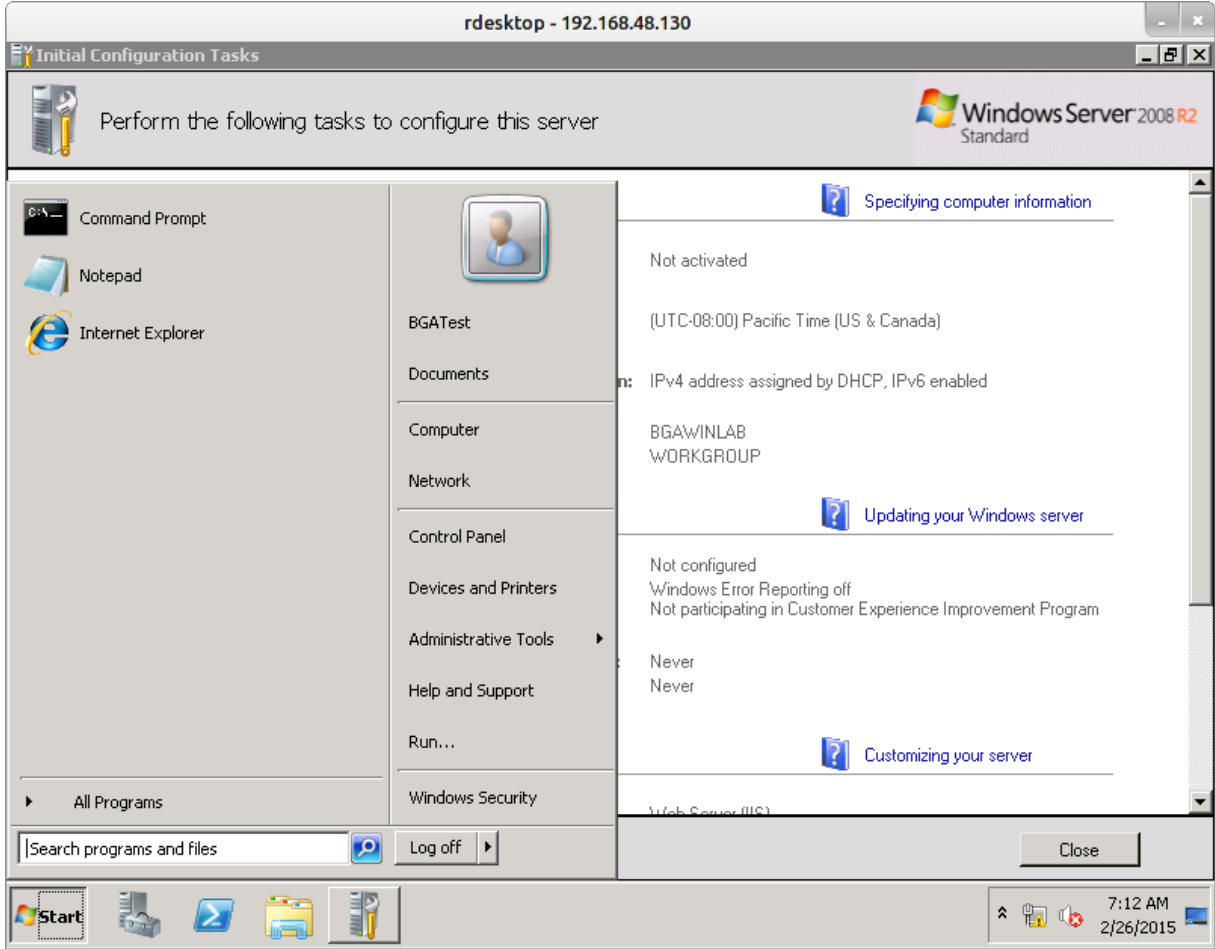 rdesktop - 192.168.48.130
Initial Configuration Tasks
Perform the following tasks to configure this server
Windows Server 2008 R2
Standard
Command Prompt
Notepad
Internet Explorer
All Programs
Search programs and files
BGATest
Documents
Computer
Network
Control Panel
Devices and Printers
Administrative Tools
Help and Support
Run...
Windows Security
Log off
Specifying computer information
Not activated
(UTC-08:00) Pacific Time (US & Canada)
n: IPv4 address assigned by DHCP, IPv6 enabled
BGAWINLAB
WORKGROUP
Updating your Windows server
Not configured
Windows Error Reporting off
Not participating in Customer Experience Improvement Program
: Never
Never
Customizing your server
Web Server (IIS)
Close
Start
7:12 AM
2/26/2015